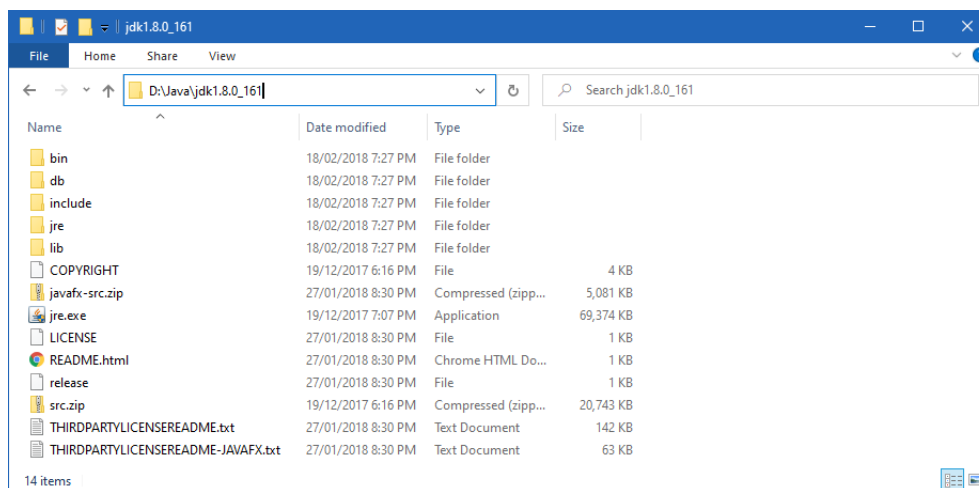 jdk1.8.0_161
File Home Share View
D:\Java\jdk1.8.0_161 Search jdk1.8.0_161
Name Date modified Type Size
bin 18/02/2018 7:27 PM File folder
db 18/02/2018 7:27 PM File folder
include 18/02/2018 7:27 PM File folder
jre 18/02/2018 7:27 PM File folder
lib 18/02/2018 7:27 PM File folder
COPYRIGHT 19/12/2017 6:16 PM File 4 KB
javafx-src.zip 27/01/2018 8:30 PM Compressed (zipp... 5,081 KB
jre.exe 19/12/2017 7:07 PM Application 69,374 KB
LICENSE 27/01/2018 8:30 PM File 1 KB
README.html 27/01/2018 8:30 PM Chrome HTML Do... 1 KB
release 27/01/2018 8:30 PM File 1 KB
src.zip 19/12/2017 6:16 PM Compressed (zipp... 20,743 KB
THIRDPARTYLICENSEREADME.txt 27/01/2018 8:30 PM Text Document 142 KB
THIRDPARTYLICENSEREADME-JAVAFX.txt 27/01/2018 8:30 PM Text Document 63 KB
14 items